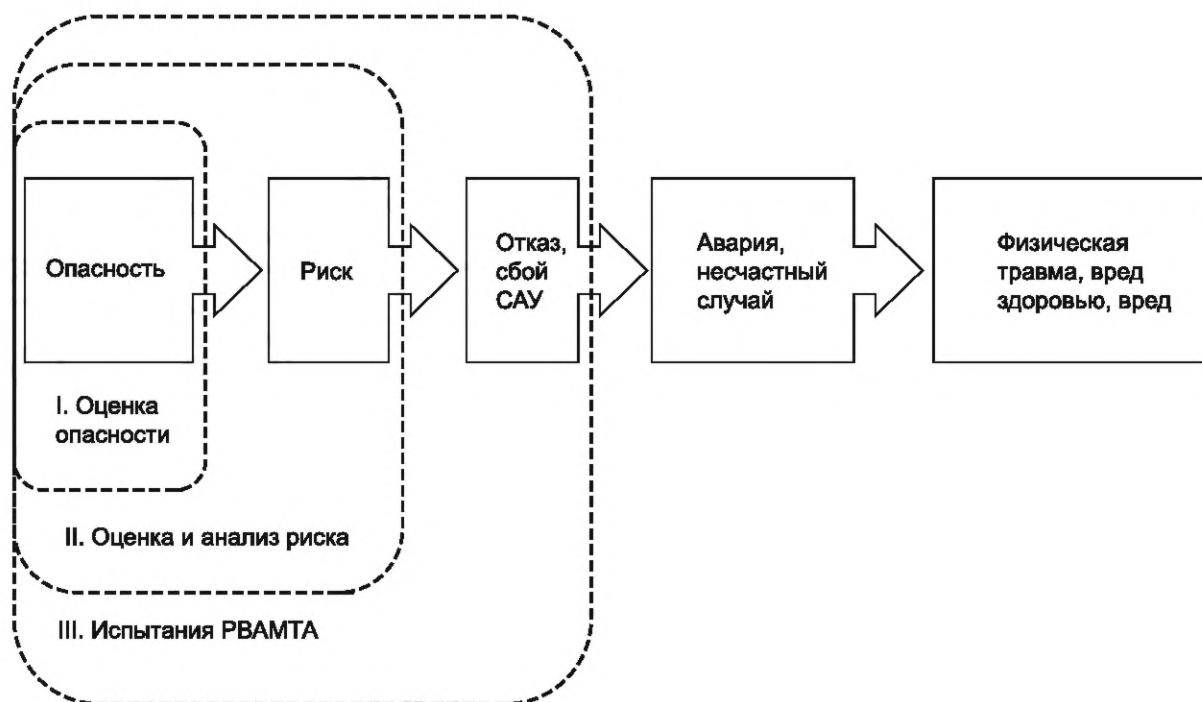 Опасность
Риск
Отказ,
сбой
САУ
Авария,
несчастный
случай
Физическая
травма, вред
здоровью, вред
I. Оценка
опасности
II. Оценка и анализ риска
III. Испытания РВАМТА